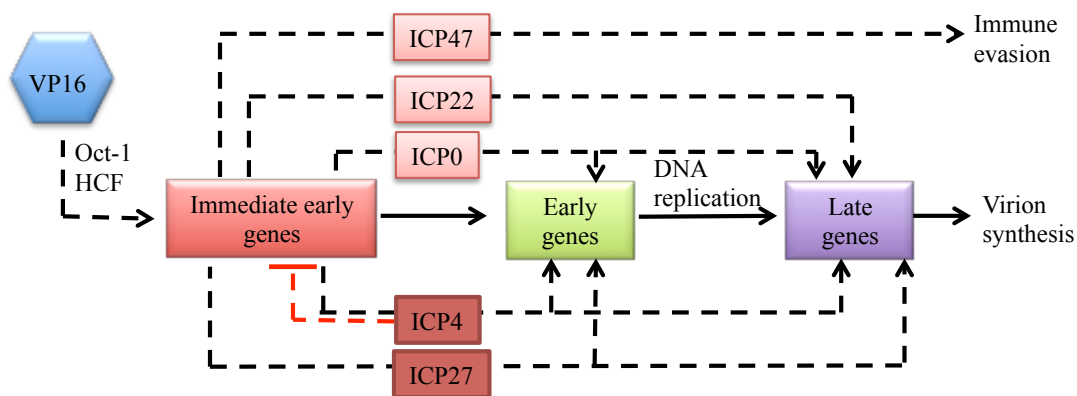 ICP47
Immune
evasion
VP16
ICP22
Oct-1
HCF
ICP0
DNA
replication
Immediate early
genes
Early
genes
Late
genes
Virion
synthesis
ICP4
ICP27